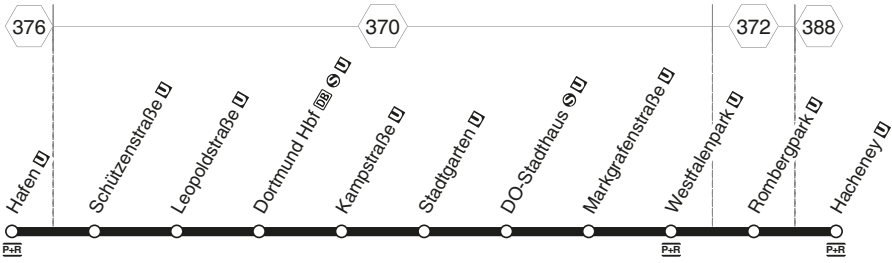 376 370 372 388
Hafen U
Schützenstraße U
Leopoldstraße U
Dortmund Hbf DB S U
Kampstraße U
Stadtgarten U
DO-Stadthaus S U
Markgrafenstraße U
Westfalenpark U
Rombergpark U
Hacheney U
P+R P+R P+R